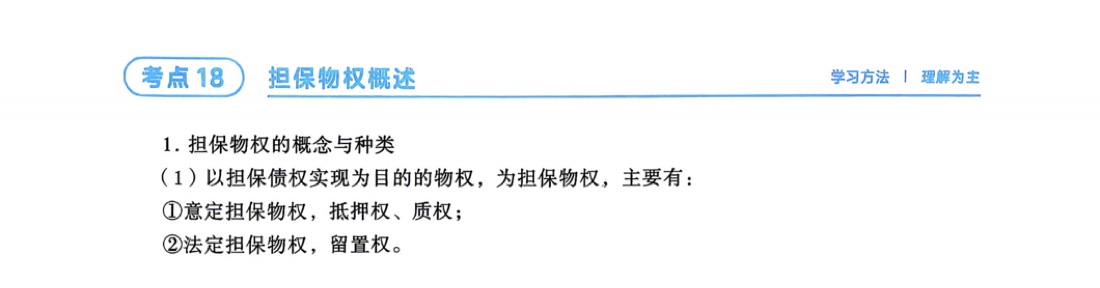 考点 18 担保物权概述 学习方法 | 理解为主
1. 担保物权的概念与种类
(1)以担保债权实现为目的的物权，为担保物权，主要有：
①意定担保物权，抵押权、质权；
②法定担保物权，留置权。